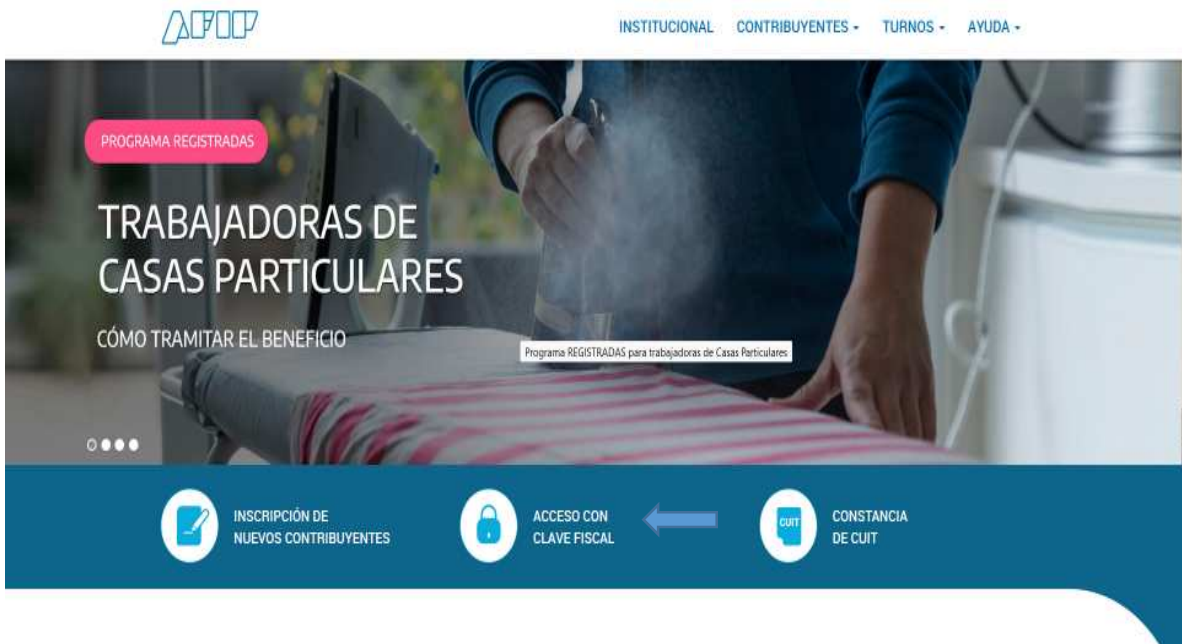 AFIP
INSTITUCIONAL CONTRIBUYENTES TURNOS AYUDA
PROGRAMA REGISTRADAS
TRABAJADORAS DE
CASAS PARTICULARES
CÓMO TRAMITAR EL BENEFICIO
Programa REGISTRADAS para trabajadoras de Casas Particulares
INSCRIPCIÓN DE
NUEVOS CONTRIBUYENTES
ACCESO CON
CLAVE FISCAL
CUIT
CONSTANCIA
DE CUIT